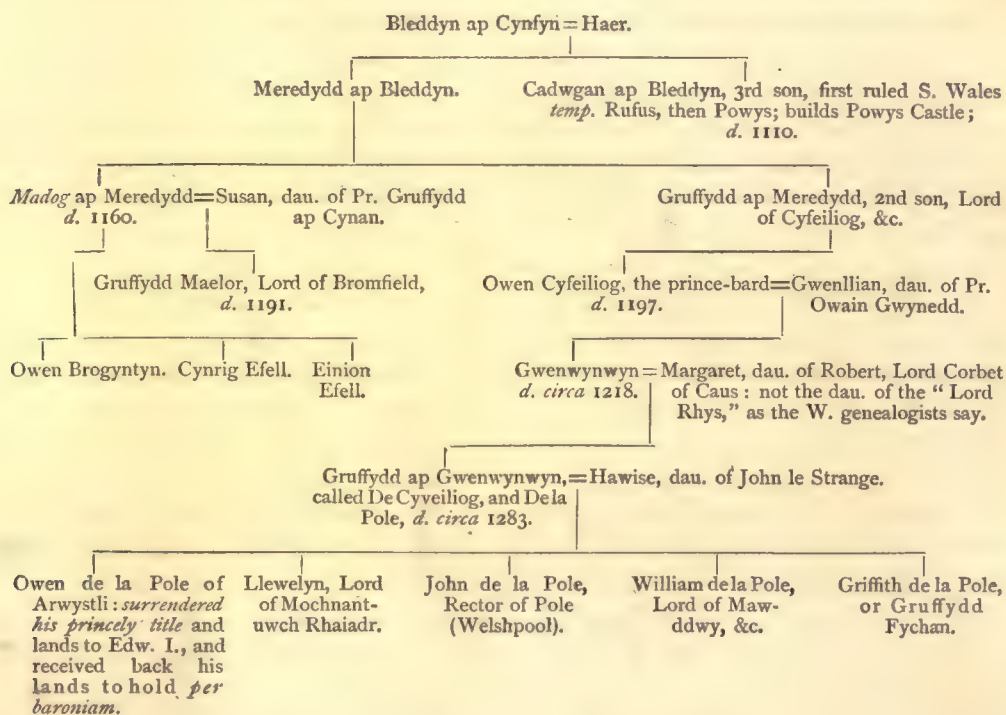 Bleddyn ap Cynfyn = Haer.
Meredydd ap Bleddyn.
Cadwgan ap Bleddyn, 3rd son, first ruled S. Wales
temp. Rufus, then Powys; builds Powys Castle;
d. 1110.
Madog ap Meredydd=Susan, dau. of Pr. Gruffydd
d. 1160. ap Cynan.
Gruffydd ap Meredydd, 2nd son, Lord
of Cyfeiliog, &c.
Gruffydd Maelor, Lord of Bromfield,
d. 1191.
Owen Cyfeiliog, the prince-bard=Gwenllian, dau. of Pr.
d. 1197. Owain Gwynedd.
Owen Brogyntyn. Cynrig Efell. Einion
Efell.
Gwenwynwyn = Margaret, dau. of Robert, Lord Corbet
d. circa 1218. of Caus : not the dau. of the "Lord
Rhys," as the W. genealogists say.
Gruffydd ap Gwenwynwyn,=Hawise, dau. of John le Strange.
called De Cyveiliog, and De la
Pole, d. circa 1283.
Owen de la Pole of
Arwystli : surrendered
his princely title and
lands to Edw. I., and
received back his
lands to hold per
baroniam.
Llewelyn, Lord
of Mochnant-
uwch Rhaiadr.
John de la Pole,
Rector of Pole
(Welshpool).
William de la Pole,
Lord of Maw-
ddwy, &c.
Griffith de la Pole,
or Gruffydd
Fychan.